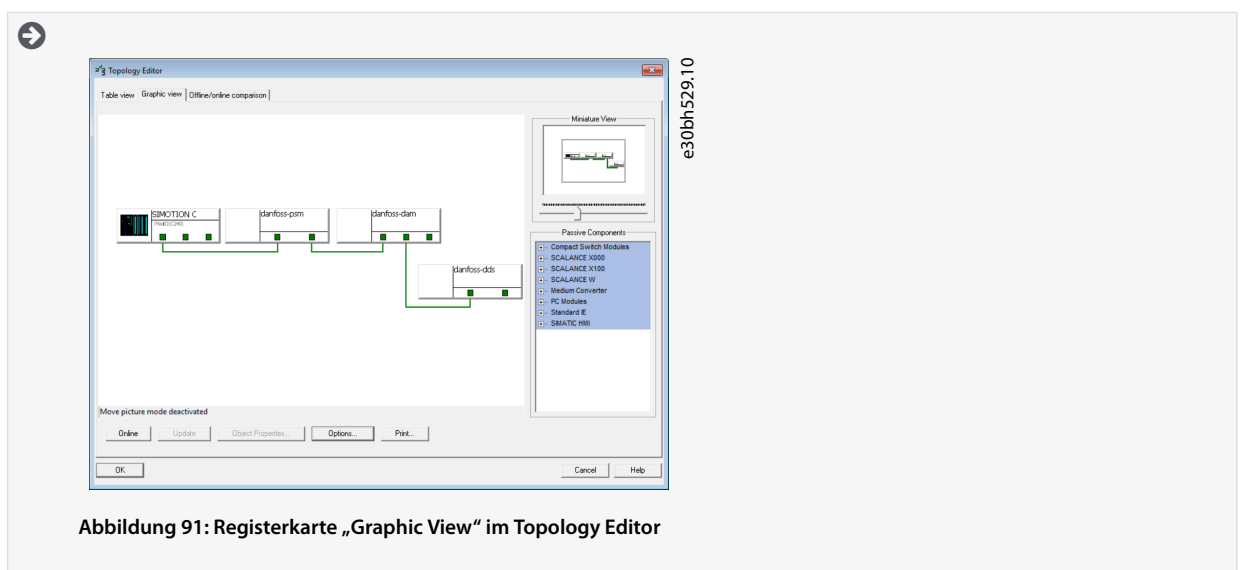 Topology Editor
Table view Graphic view Offline/online comparison
Miniature View
SIMOTION C
danfoss-psm
danfoss-dam
danfoss-dds
Passive Components
Compact Switch Modules
SCALANCE X000
SCALANCE X100
SCALANCE W
Medium Converter
PC Modules
Standard IE
SIMATIC HMI
Move picture mode deactivated
Online Update Object Properties... Options... Print...
OK Cancel Help
e30bh529.10
Abbildung 91: Registerkarte „Graphic View“ im Topology Editor